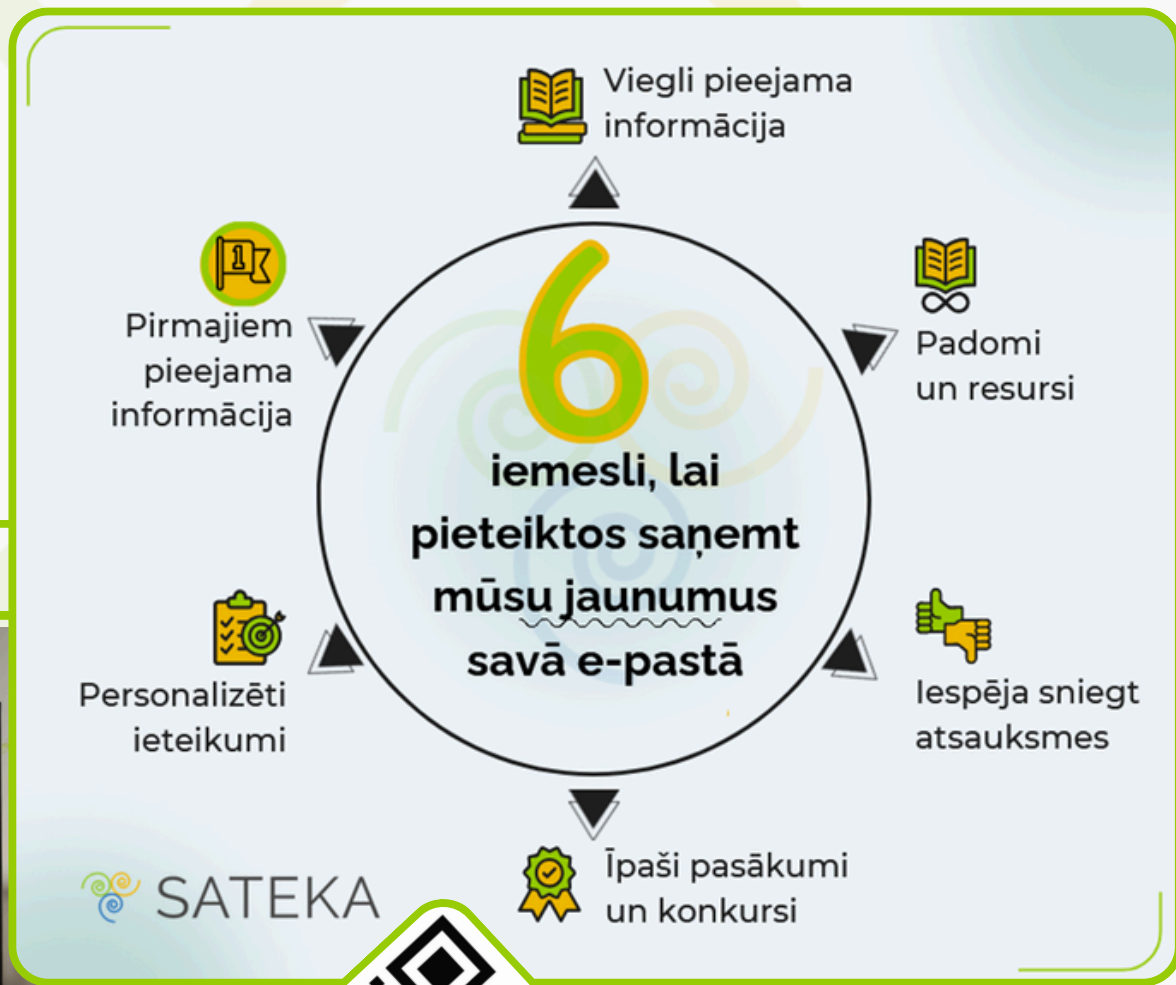 Viegli pieejama
informācija
Padomi
un resursi
Iespēja sniegt
atsauksmes
Īpaši pasākumi
un konkursi
Personalizēti
ieteikumi
1
Pirmajiem
pieejama
informācija
6
iemesli, lai
pieteiktos saņemt
mūsu jaunumus
savā e-pastā
SATEKA